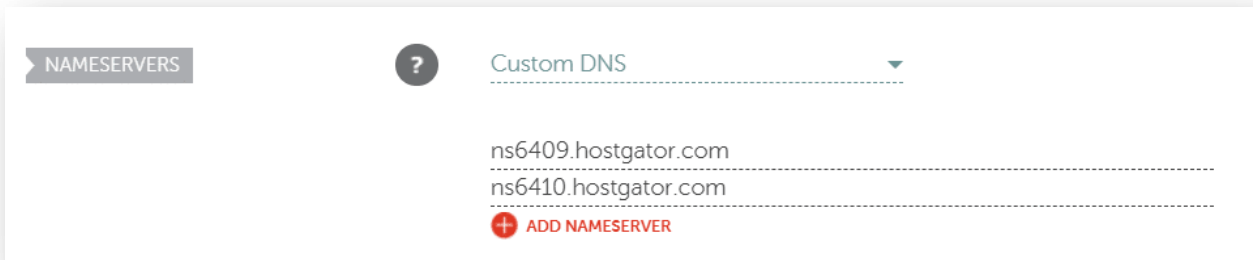 NAMESERVERS
?
Custom DNS
ns6409.hostgator.com
ns6410.hostgator.com
ADD NAMESERVER